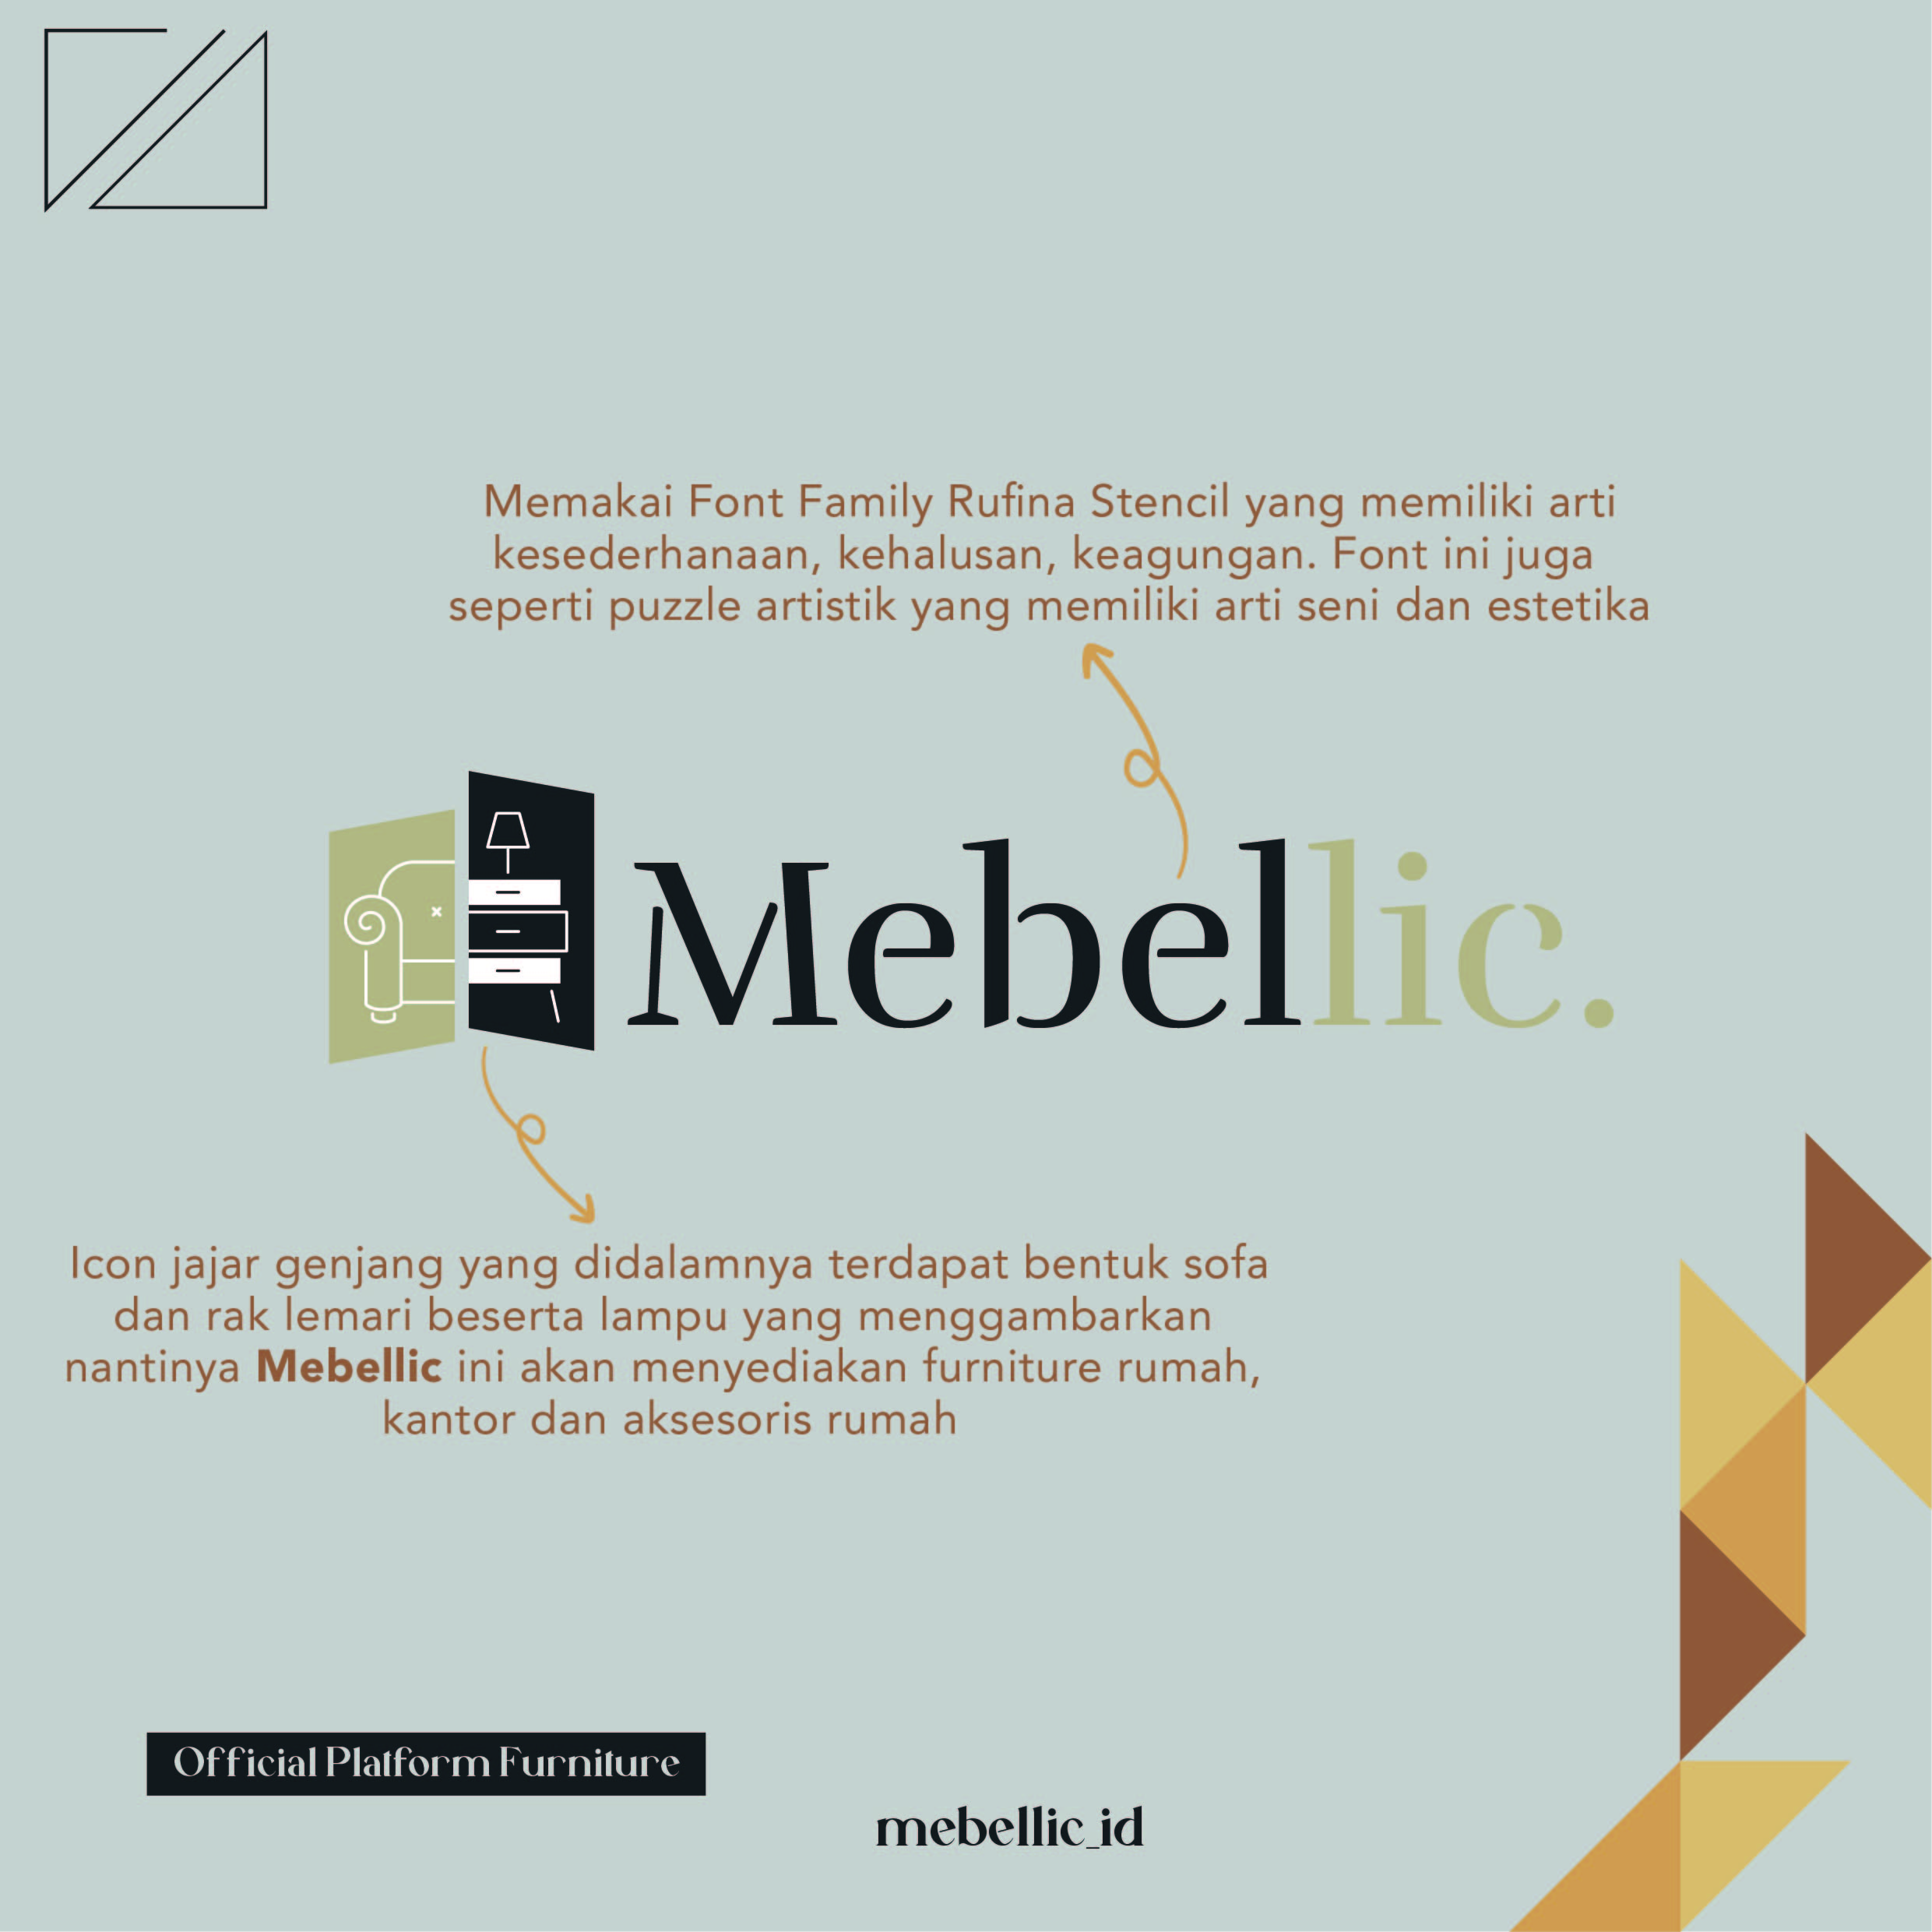 Memakai Font Family Rufina Stencil yang memiliki arti
kesederhanaan, kehalusan, keagungan. Font ini juga
seperti puzzle artistik yang memiliki arti seni dan estetika
Mebellic.
Icon jajar genjang yang didalamnya terdapat bentuk sofa
dan rak lemari beserta lampu yang menggambarkan
nantinya Mebellic ini akan menyediakan furniture rumah,
kantor dan aksesoris rumah
Official Platform Furniture
mebellic_id